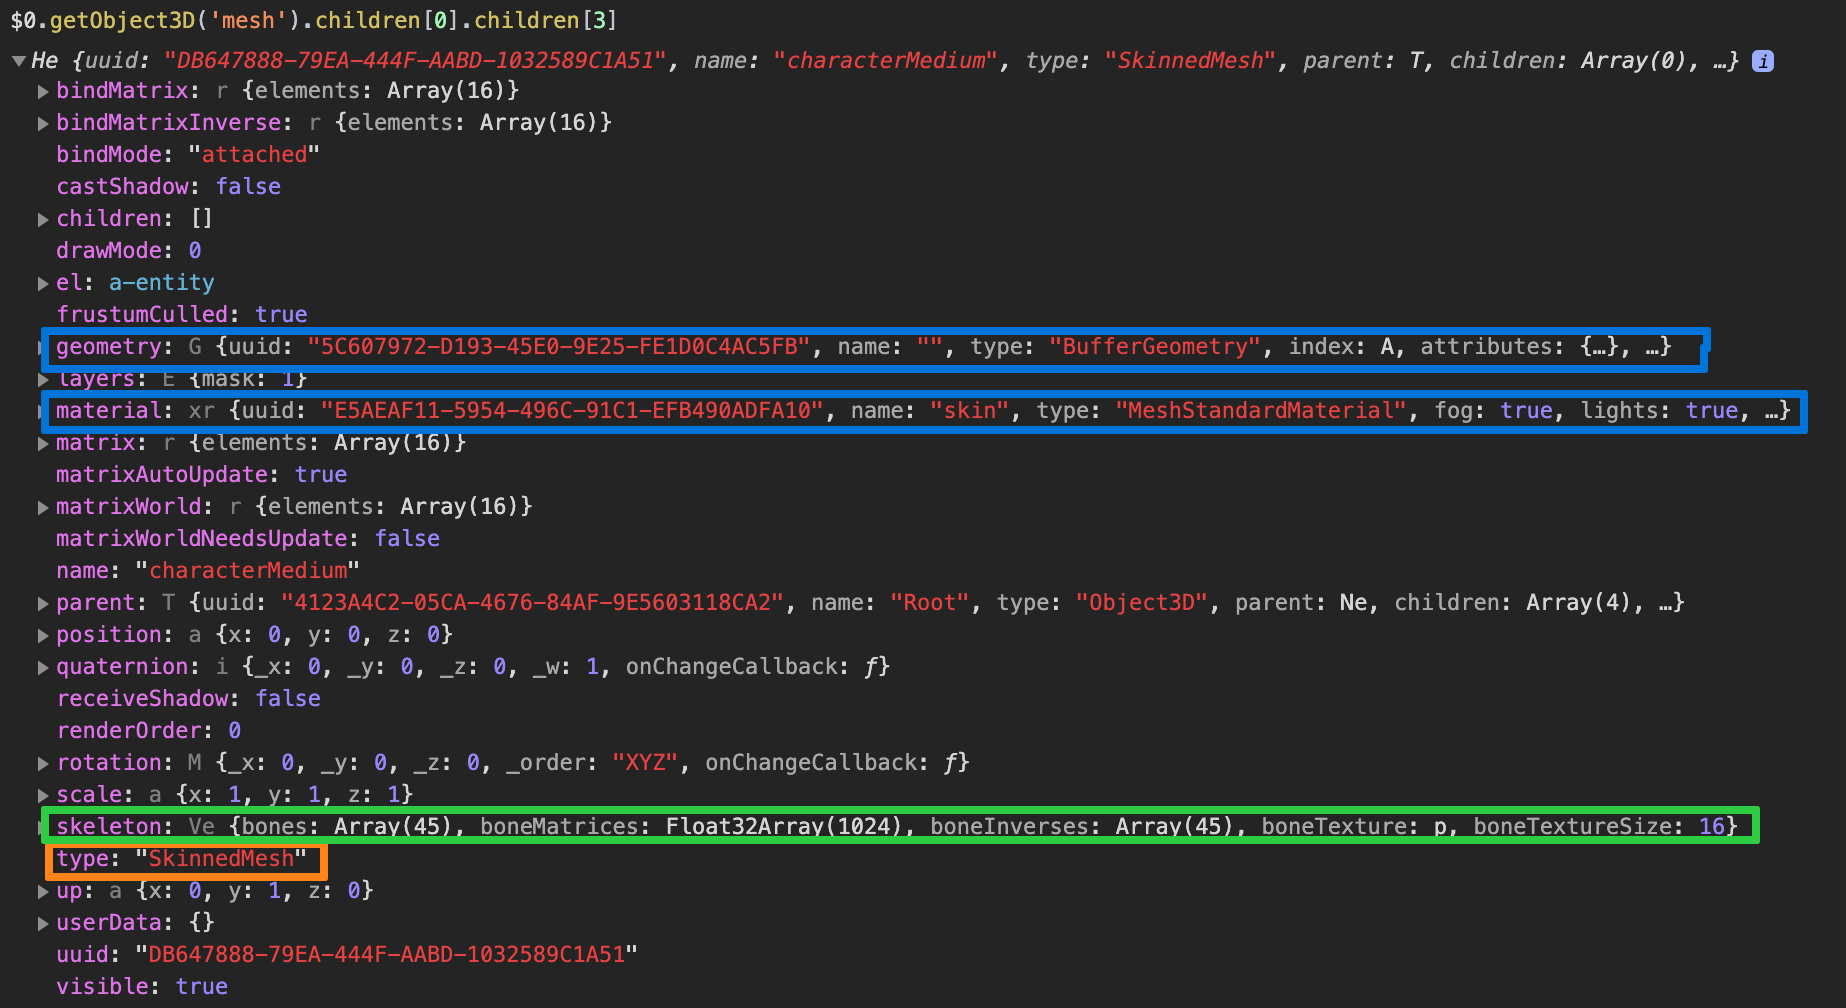 $0.getObject3D('mesh').children[0].children[3]
▼He {uuid: "DB647888-79EA-444F-AABD-1032589C1A51", name: "characterMedium", type: "SkinnedMesh", parent: T, children: Array(0), …} i
▶bindMatrix: r {elements: Array(16)}
▶bindMatrixInverse: r {elements: Array(16)}
bindMode: "attached"
castShadow: false
▶children: []
drawMode: 0
▶el: a-entity
frustumCulled: true
geometry: G {uuid: "5C607972-D193-45E0-9E25-FE1D0C4AC5FB", name: "", type: "BufferGeometry", index: A, attributes: {…}, …}
▶layers: E {mask: 1}
material: xr {uuid: "E5AEAF11-5954-496C-91C1-EFB490ADFA10", name: "skin", type: "MeshStandardMaterial", fog: true, lights: true, …}
▶matrix: r {elements: Array(16)}
matrixAutoUpdate: true
▶matrixWorld: r {elements: Array(16)}
matrixWorldNeedsUpdate: false
name: "characterMedium"
▶parent: T {uuid: "4123A4C2-05CA-4676-84AF-9E5603118CA2", name: "Root", type: "Object3D", parent: Ne, children: Array(4), …}
▶position: a {x: 0, y: 0, z: 0}
▶quaternion: i {_x: 0, _y: 0, _z: 0, _w: 1, onChangeCallback: ƒ}
receiveShadow: false
renderOrder: 0
▶rotation: M {_x: 0, _y: 0, _z: 0, _order: "XYZ", onChangeCallback: ƒ}
▶scale: a {x: 1, y: 1, z: 1}
skeleton: Ve {bones: Array(45), boneMatrices: Float32Array(1024), boneInverses: Array(45), boneTexture: p, boneTextureSize: 16}
type: "SkinnedMesh"
▶up: a {x: 0, y: 1, z: 0}
▶userData: {}
uuid: "DB647888-79EA-444F-AABD-1032589C1A51"
visible: true